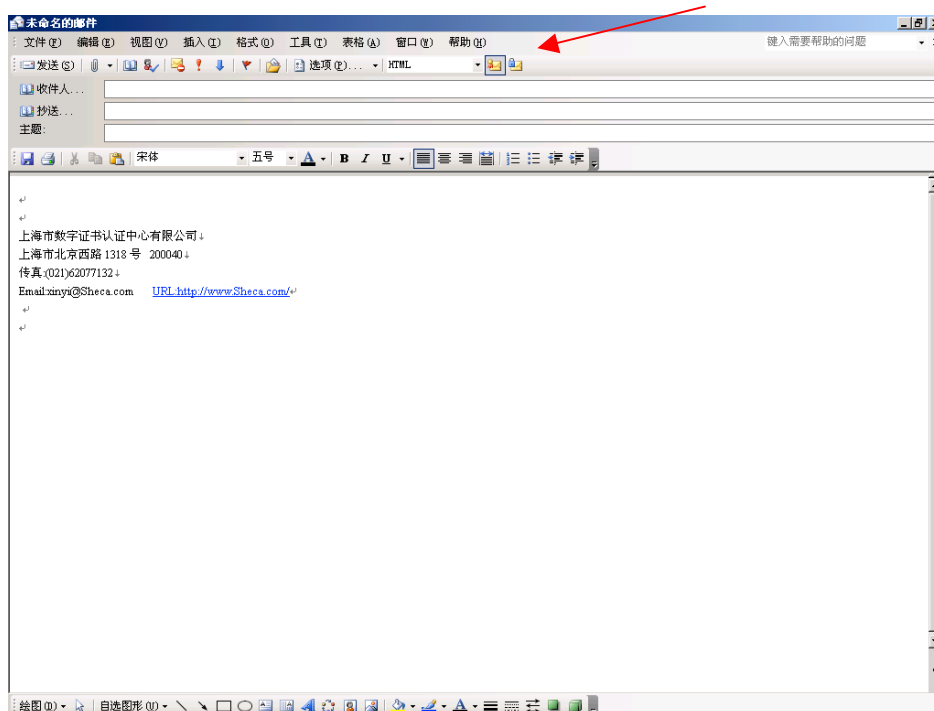 未命名的邮件
文件(F) 编辑(E) 视图(V) 插入(I) 格式(O) 工具(T) 表格(A) 窗口(W) 帮助(H) 键入需要帮助的问题
发送(S) 选项(P)... HTML
收件人...
抄送...
主题:
宋体 五号 A B I U
上海市数字证书认证中心有限公司
上海市北京西路 1318 号 200040
传真:(021)62077132
Email:xinyi@Sheca.com URL:http://www.Sheca.com/
绘图(D) 自选图形(U) A